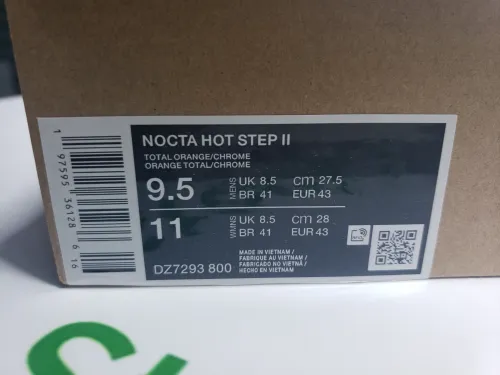 NOCTA HOT STEP II
TOTAL ORANGE/CHROME
ORANGE TOTAL/CHROME
9.5 MENS UK 8.5 cm 27.5
BR 41 EUR 43
11 WMNS UK 8.5 cm 28
BR 41 EUR 43
DZ7293 800
MADE IN VIETNAM /
FABRIQUE AU VIETNAM /
FABRICADO NO VIETNÃ /
HECHO EN VIETNAM
1 97595 36128 6 16